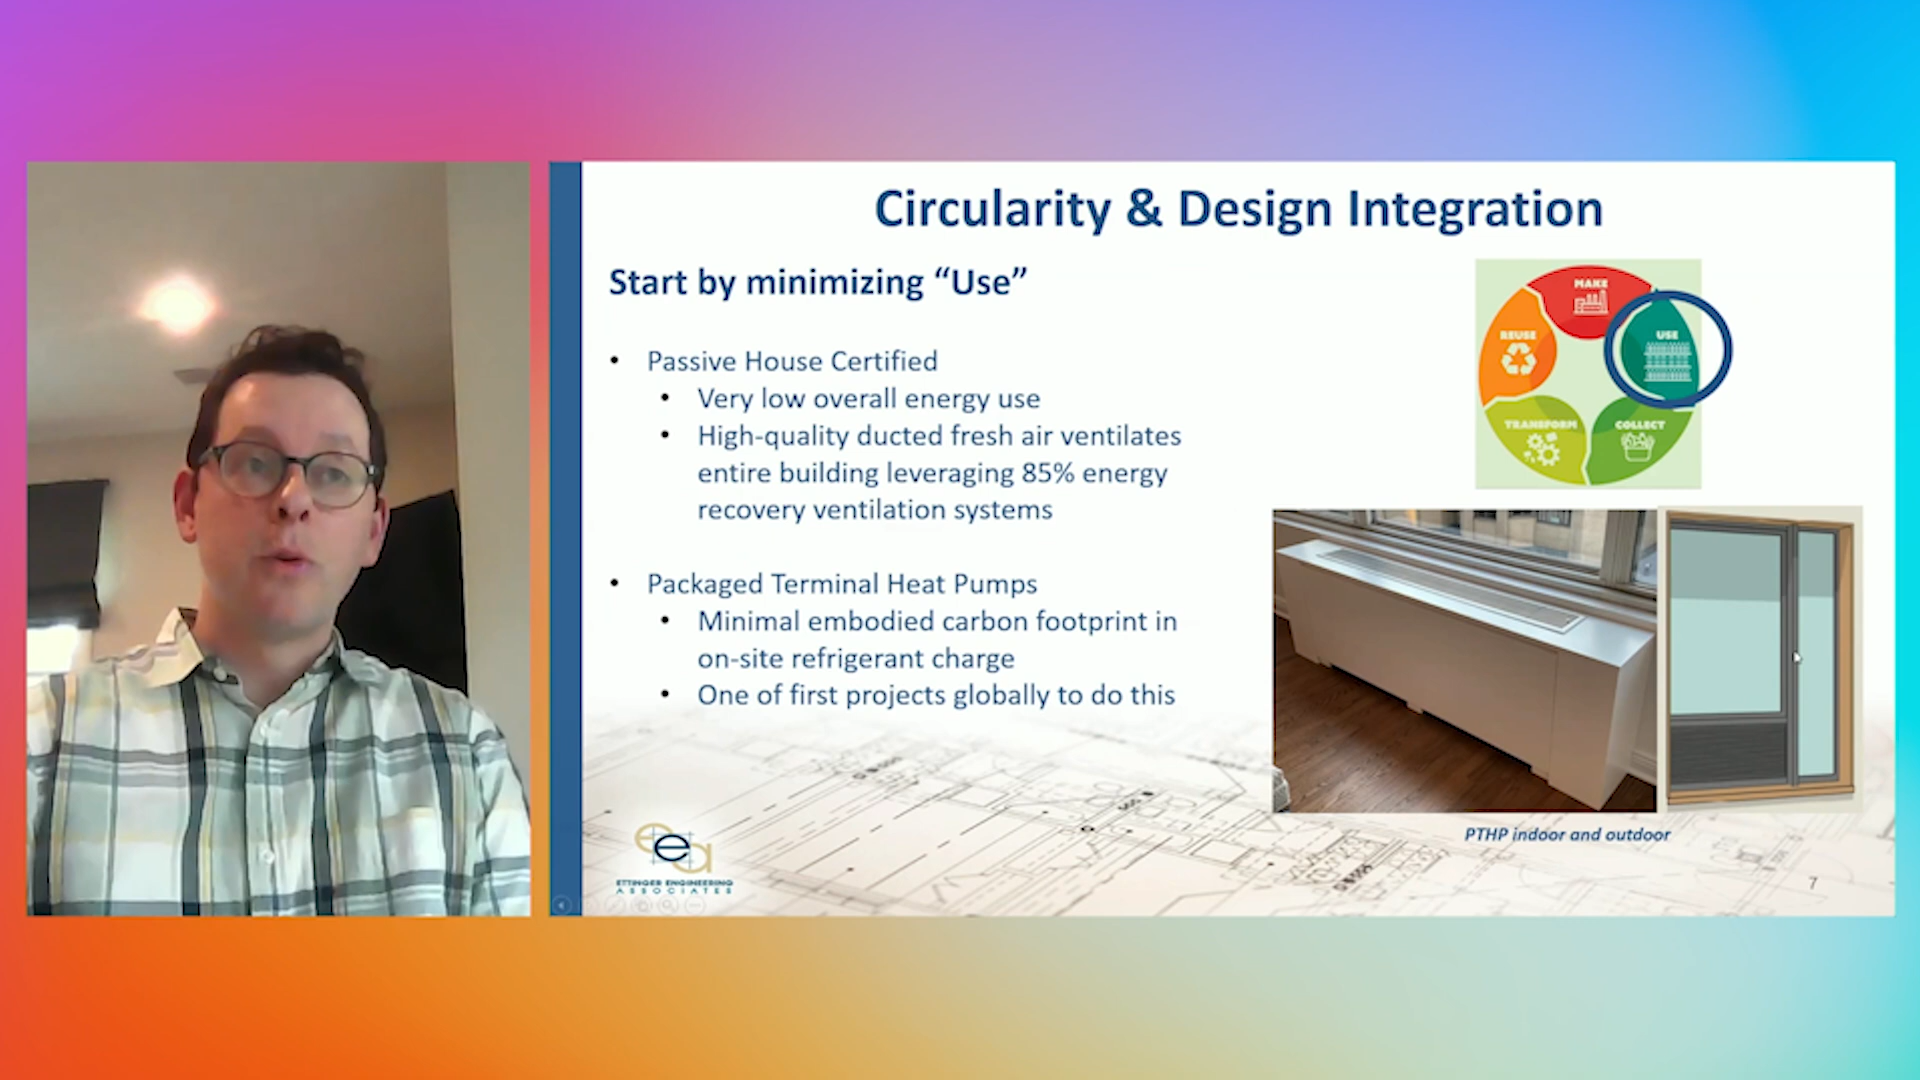 Circularity & Design Integration
Start by minimizing “Use”
• Passive House Certified
• Very low overall energy use
• High-quality ducted fresh air ventilates
entire building leveraging 85% energy
recovery ventilation systems
• Packaged Terminal Heat Pumps
• Minimal embodied carbon footprint in
on-site refrigerant charge
• One of first projects globally to do this
MAKE
REUSE
USE
TRANSFORM
COLLECT
PTHP indoor and outdoor
eea
ETTINGER ENGINEERING
ASSOCIATES
7